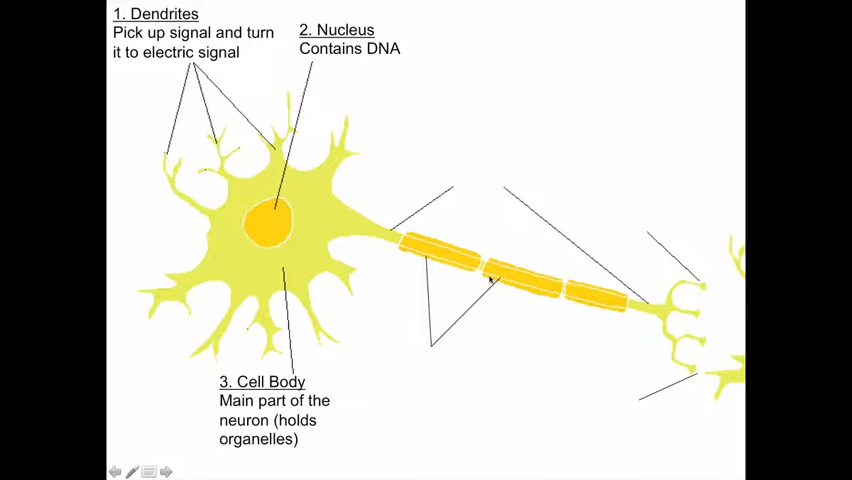 1. Dendrites
Pick up signal and turn
it to electric signal
2. Nucleus
Contains DNA
3. Cell Body
Main part of the
neuron (holds
organelles)